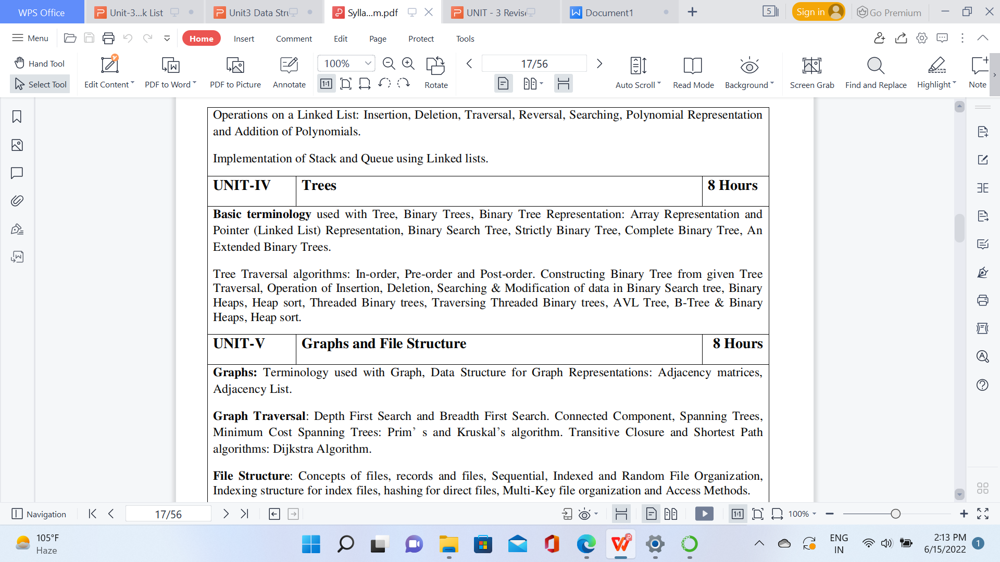 WPS Office
Unit-3...k List
Unit3 Data Stru
Sylla...m.pdf
UNIT - 3 Revise
Document1
5
Sign in
Go Premium
Menu
Home
Insert
Comment
Edit
Page
Protect
Tools
Hand Tool
Select Tool
Edit Content
PDF to Word
PDF to Picture
Annotate
100%
1:1
Rotate
17/56
Auto Scroll
Read Mode
Background
Screen Grab
Find and Replace
Highlight
Note
Operations on a Linked List: Insertion, Deletion, Traversal, Reversal, Searching, Polynomial Representation
and Addition of Polynomials.
Implementation of Stack and Queue using Linked lists.
UNIT-IV Trees 8 Hours
Basic terminology used with Tree, Binary Trees, Binary Tree Representation: Array Representation and
Pointer (Linked List) Representation, Binary Search Tree, Strictly Binary Tree, Complete Binary Tree, An
Extended Binary Trees.
Tree Traversal algorithms: In-order, Pre-order and Post-order. Constructing Binary Tree from given Tree
Traversal, Operation of Insertion, Deletion, Searching & Modification of data in Binary Search tree, Binary
Heaps, Heap sort, Threaded Binary trees, Traversing Threaded Binary trees, AVL Tree, B-Tree & Binary
Heaps, Heap sort.
UNIT-V Graphs and File Structure 8 Hours
Graphs: Terminology used with Graph, Data Structure for Graph Representations: Adjacency matrices,
Adjacency List.
Graph Traversal: Depth First Search and Breadth First Search. Connected Component, Spanning Trees,
Minimum Cost Spanning Trees: Prim’ s and Kruskal’s algorithm. Transitive Closure and Shortest Path
algorithms: Dijkstra Algorithm.
File Structure: Concepts of files, records and files, Sequential, Indexed and Random File Organization,
Indexing structure for index files, hashing for direct files, Multi-Key file organization and Access Methods.
Navigation
17/56
1:1
100%
105°F
Haze
ENG
IN
2:13 PM
6/15/2022
1